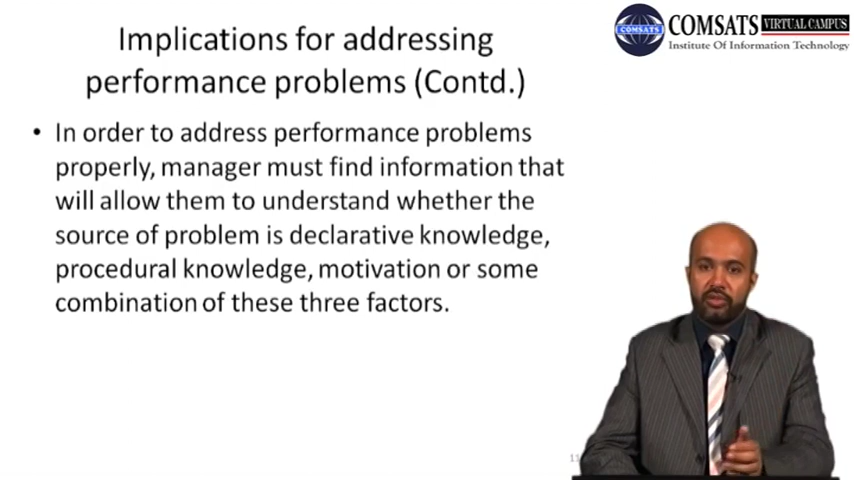 Implications for addressing
performance problems (Contd.)
COMSATS
COMSATS VIRTUAL CAMPUS
Institute Of Information Technology
• In order to address performance problems
properly, manager must find information that
will allow them to understand whether the
source of problem is declarative knowledge,
procedural knowledge, motivation or some
combination of these three factors.